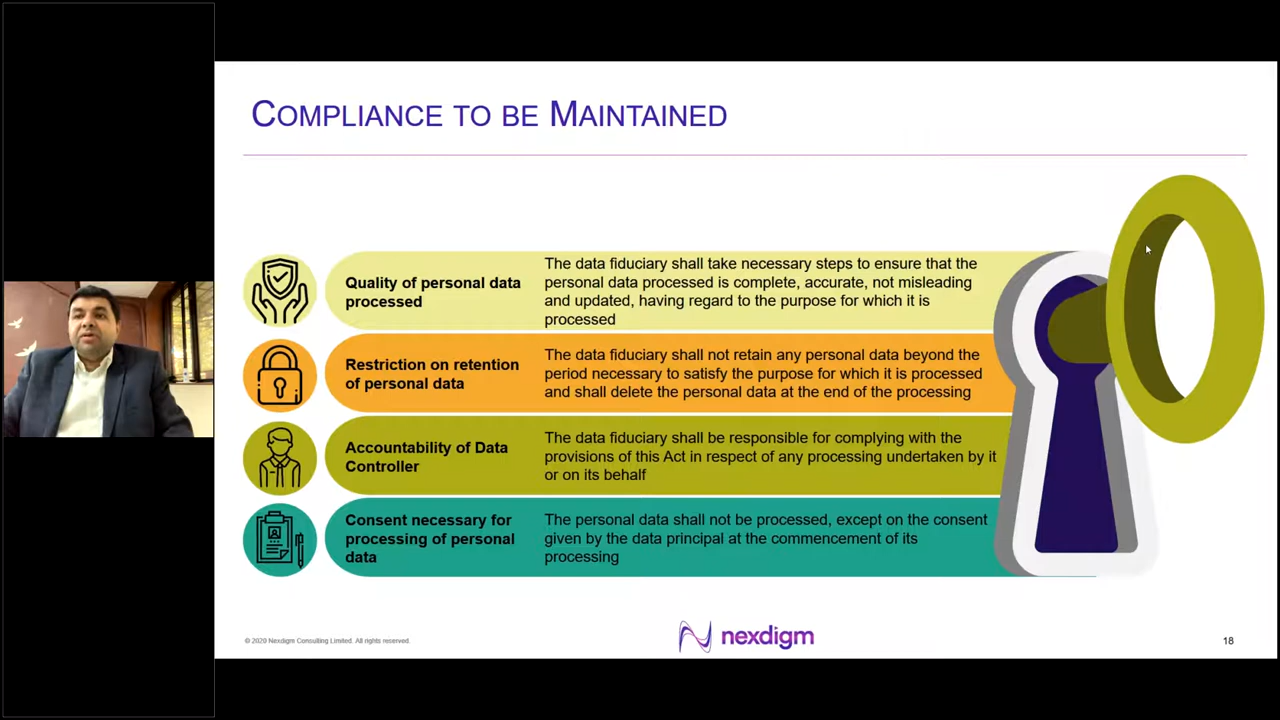 COMPLIANCE TO BE MAINTAINED
Quality of personal data
processed
The data fiduciary shall take necessary steps to ensure that the
personal data processed is complete, accurate, not misleading
and updated, having regard to the purpose for which it is
processed
Restriction on retention
of personal data
The data fiduciary shall not retain any personal data beyond the
period necessary to satisfy the purpose for which it is processed
and shall delete the personal data at the end of the processing
Accountability of Data
Controller
The data fiduciary shall be responsible for complying with the
provisions of this Act in respect of any processing undertaken by it
or on its behalf
Consent necessary for
processing of personal
data
The personal data shall not be processed, except on the consent
given by the data principal at the commencement of its
processing
© 2020 Nexdigm Consulting Limited. All rights reserved.
nexdigm
18